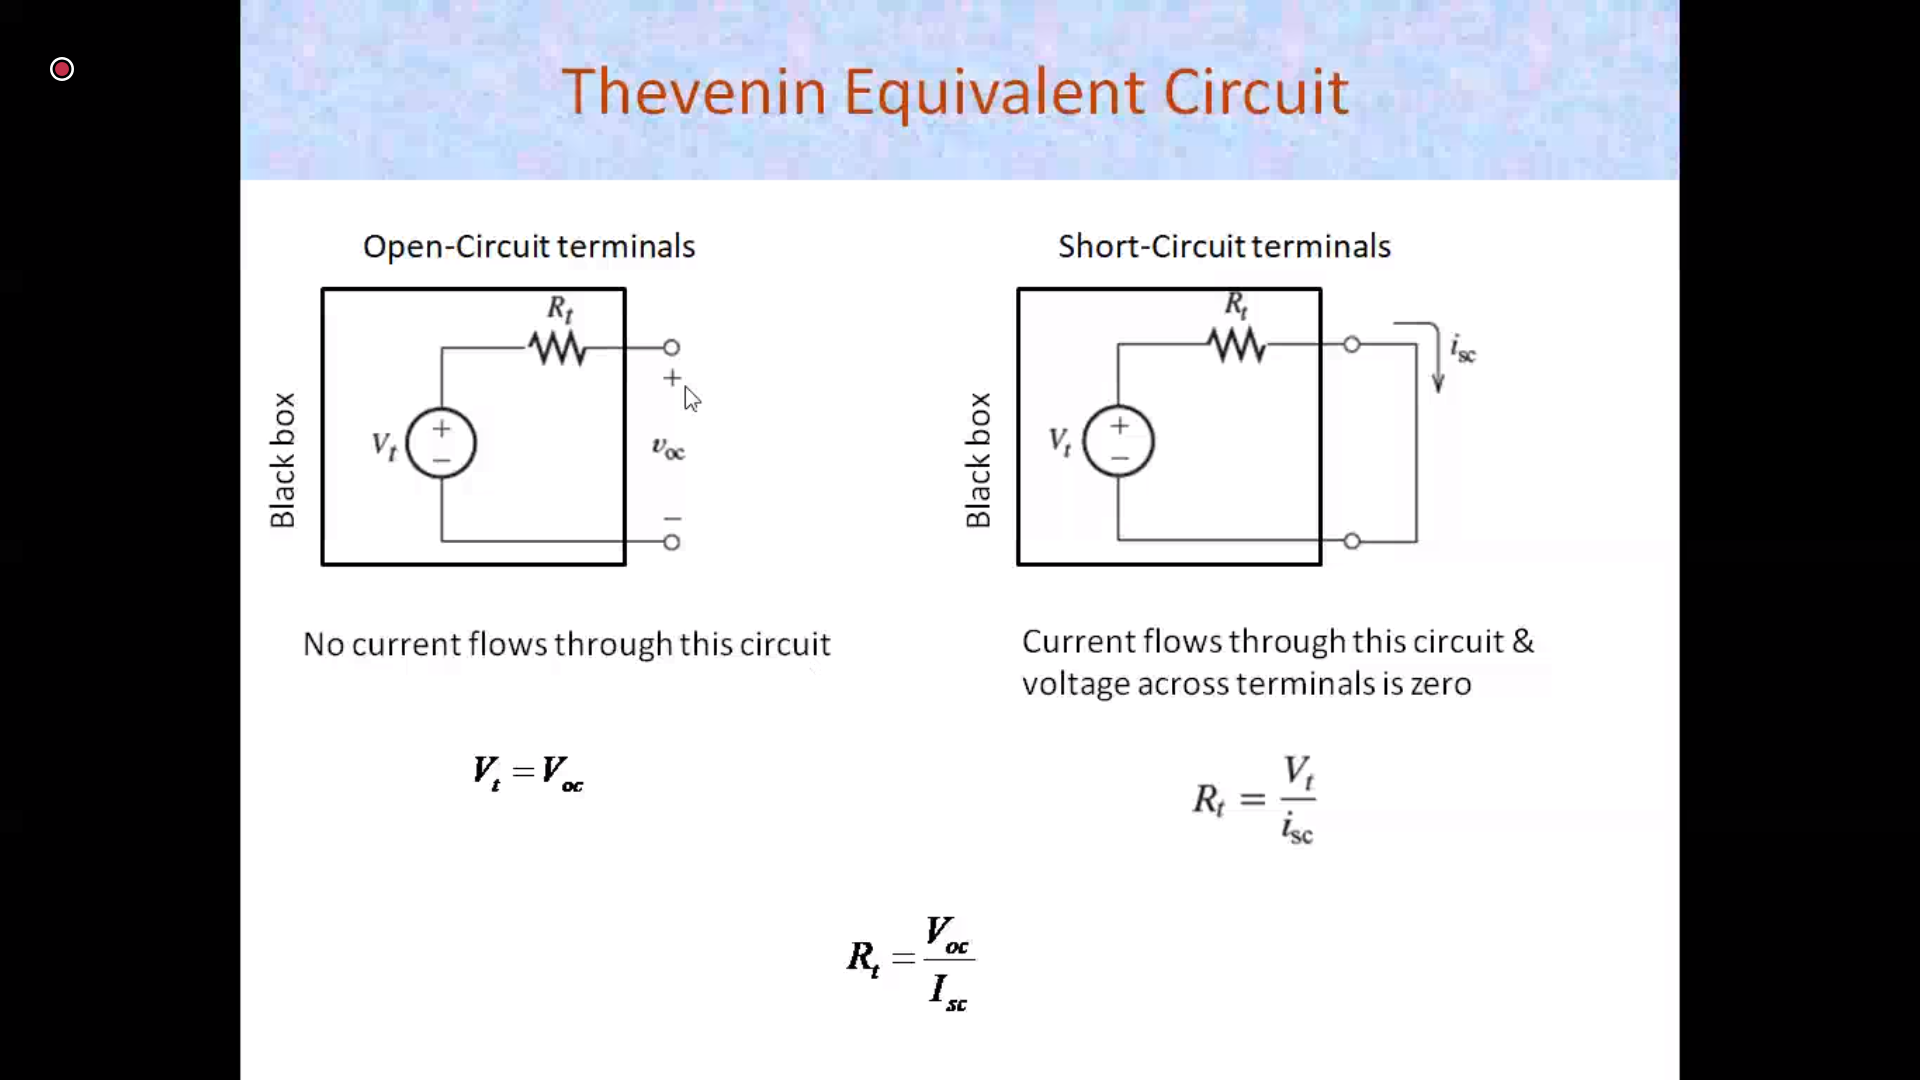 Thevenin Equivalent Circuit
Open-Circuit terminals
Black box
R_t
V_t
+
−
+
v_oc
−
No current flows through this circuit
V_t = V_oc
Short-Circuit terminals
Black box
R_t
V_t
+
−
i_sc
Current flows through this circuit &
voltage across terminals is zero
R_t = V_t / i_sc
R_t = V_oc / I_sc